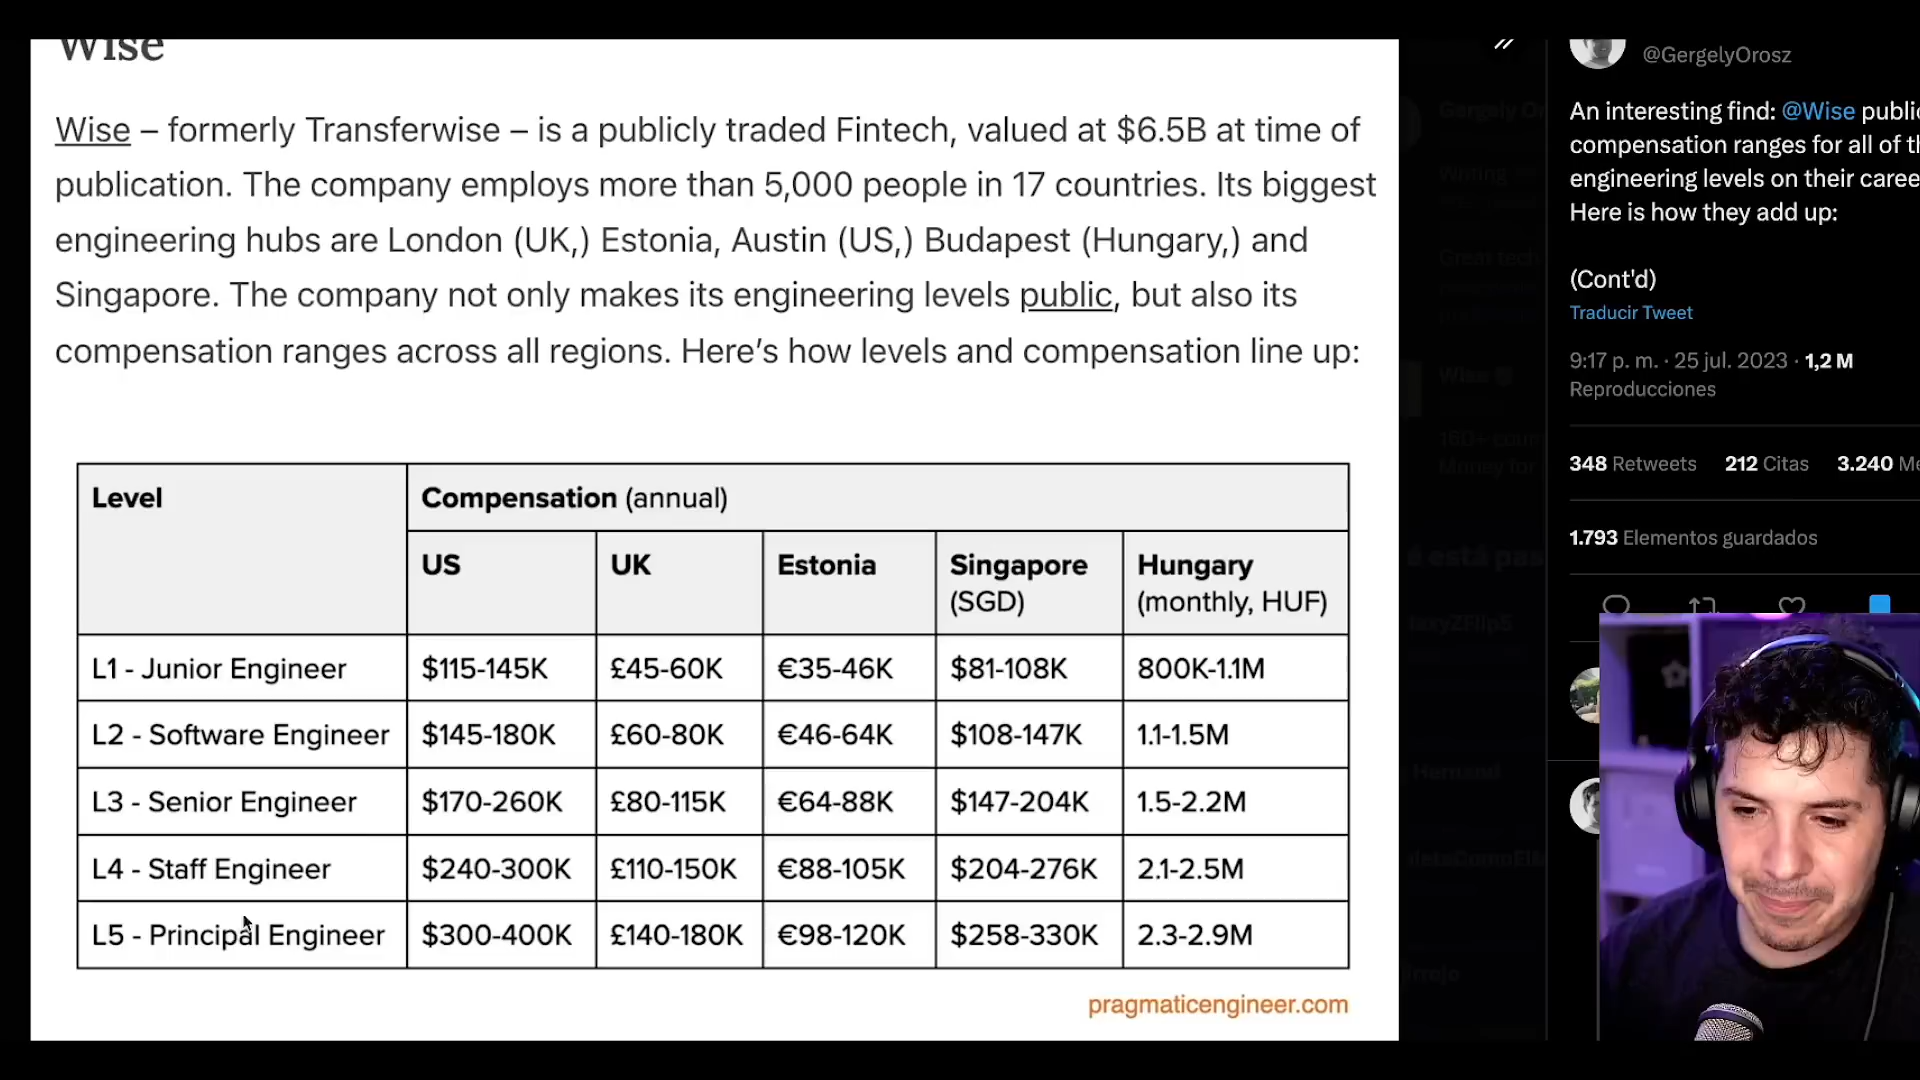 Wise
Wise – formerly Transferwise – is a publicly traded Fintech, valued at $6.5B at time of
publication. The company employs more than 5,000 people in 17 countries. Its biggest
engineering hubs are London (UK,) Estonia, Austin (US,) Budapest (Hungary,) and
Singapore. The company not only makes its engineering levels public, but also its
compensation ranges across all regions. Here’s how levels and compensation line up:
Level
Compensation (annual)
US
UK
Estonia
Singapore
(SGD)
Hungary
(monthly, HUF)
L1 - Junior Engineer
$115-145K
£45-60K
€35-46K
$81-108K
800K-1.1M
L2 - Software Engineer
$145-180K
£60-80K
€46-64K
$108-147K
1.1-1.5M
L3 - Senior Engineer
$170-260K
£80-115K
€64-88K
$147-204K
1.5-2.2M
L4 - Staff Engineer
$240-300K
£110-150K
€88-105K
$204-276K
2.1-2.5M
L5 - Principal Engineer
$300-400K
£140-180K
€98-120K
$258-330K
2.3-2.9M
pragmaticengineer.com
@GergelyOrosz
An interesting find: @Wise public
compensation ranges for all of th
engineering levels on their caree
Here is how they add up:
(Cont'd)
Traducir Tweet
9:17 p. m. · 25 jul. 2023 · 1,2 M
Reproducciones
348 Retweets 212 Citas 3.240 Me
1.793 Elementos guardados